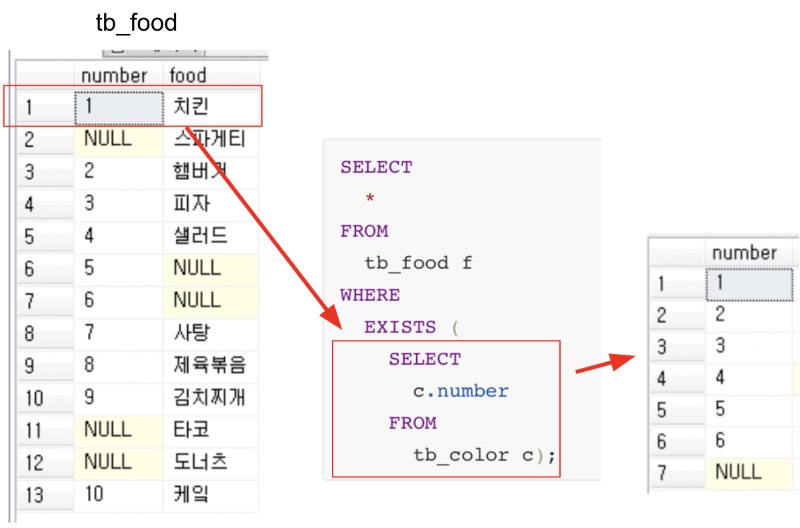 tb_food
number food
1 1 치킨
2 NULL 스파게티
3 2 햄버거
4 3 피자
5 4 샐러드
6 5 NULL
7 6 NULL
8 7 사탕
9 8 제육볶음
10 9 김치찌개
11 NULL 타코
12 NULL 도너츠
13 10 케잌
SELECT
*
FROM
tb_food f
WHERE
EXISTS (
SELECT
c.number
FROM
tb_color c);
number
1 1
2 2
3 3
4 4
5 5
6 6
7 NULL